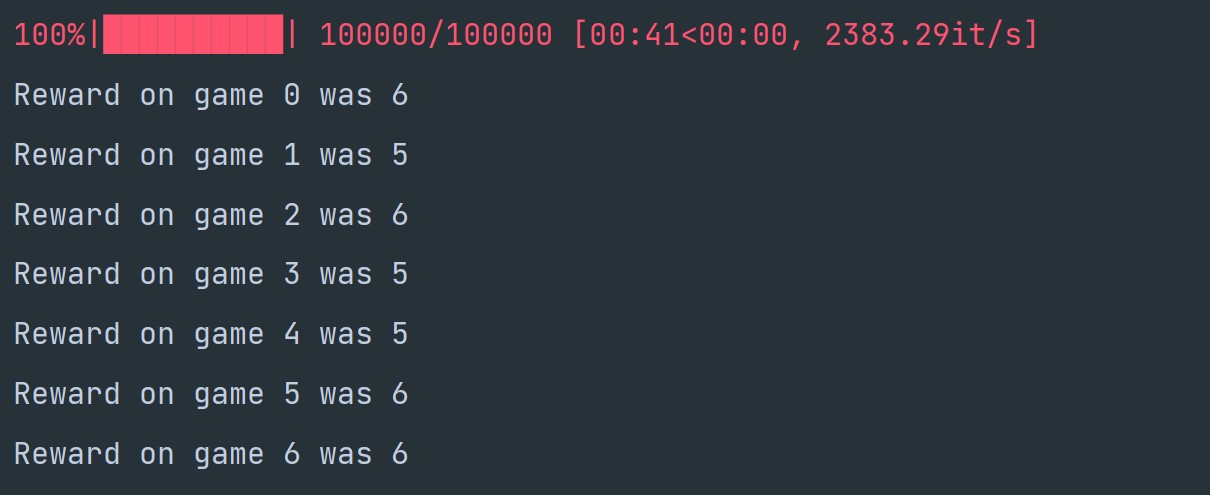 100%|██████████| 100000/100000 [00:41<00:00, 2383.29it/s]
Reward on game 0 was 6
Reward on game 1 was 5
Reward on game 2 was 6
Reward on game 3 was 5
Reward on game 4 was 5
Reward on game 5 was 6
Reward on game 6 was 6